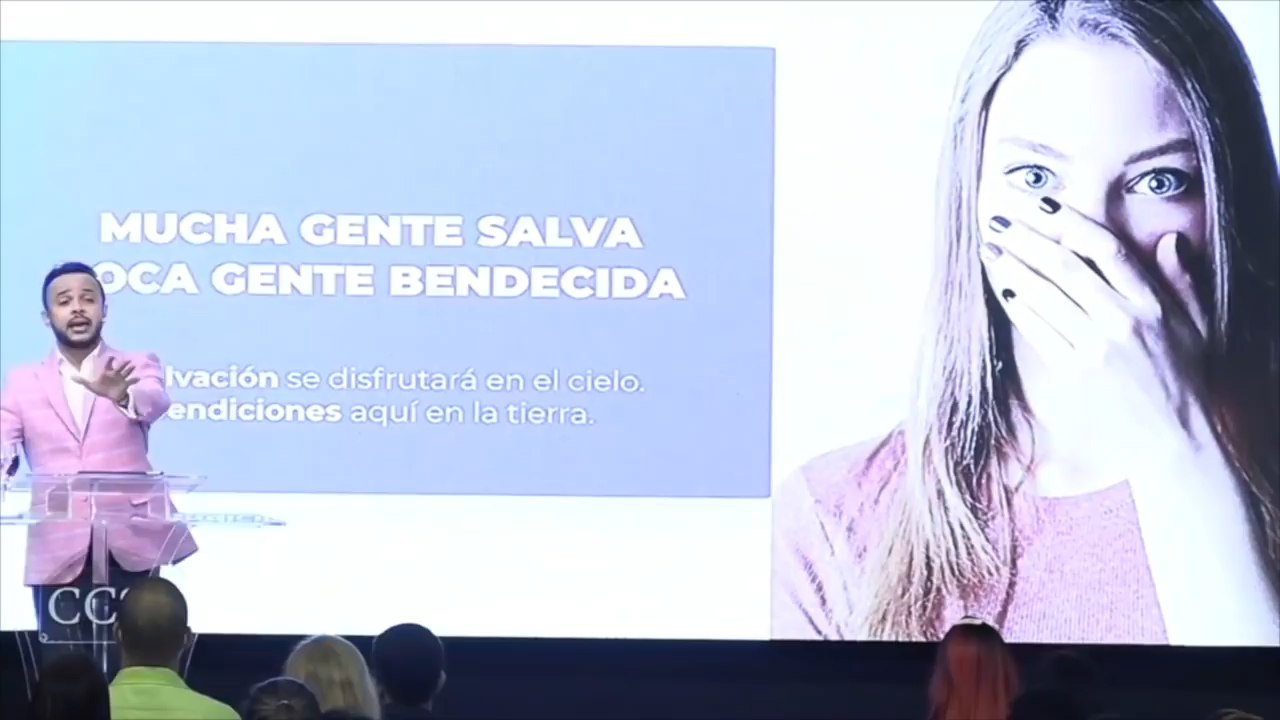 MUCHA GENTE SALVA
OCA GENTE BENDECIDA
lvación se disfrutará en el cielo.
endiciones aquí en la tierra.
CC